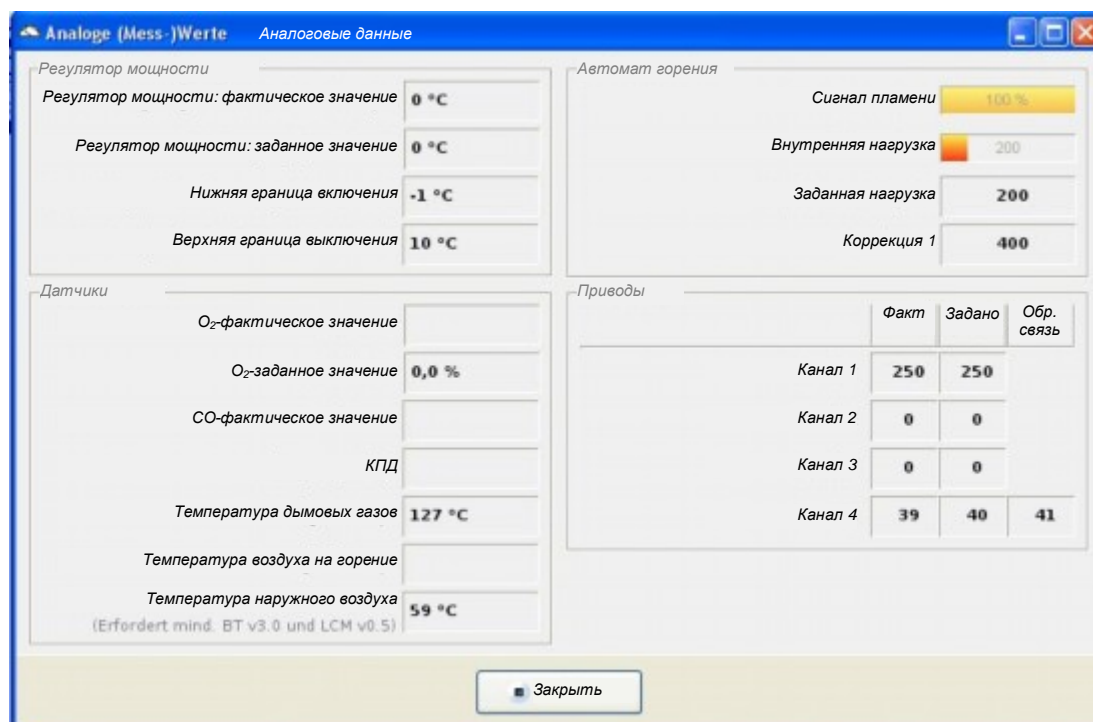 Analoge (Mess-)Werte Аналоговые данные
Регулятор мощности
Регулятор мощности: фактическое значение 0 °C
Регулятор мощности: заданное значение 0 °C
Нижняя граница включения -1 °C
Верхняя граница выключения 10 °C
Автомат горения
Сигнал пламени 100 %
Внутренняя нагрузка 200
Заданная нагрузка 200
Коррекция 1 400
Датчики
O₂-фактическое значение
O₂-заданное значение 0,0 %
CO-фактическое значение
КПД
Температура дымовых газов 127 °C
Температура воздуха на горение
Температура наружного воздуха 59 °C
(Erfordert mind. BT v3.0 und LCM v0.5)
Приводы
Факт Задано Обр.
связь
Канал 1 250 250
Канал 2 0 0
Канал 3 0 0
Канал 4 39 40 41
Закрыть